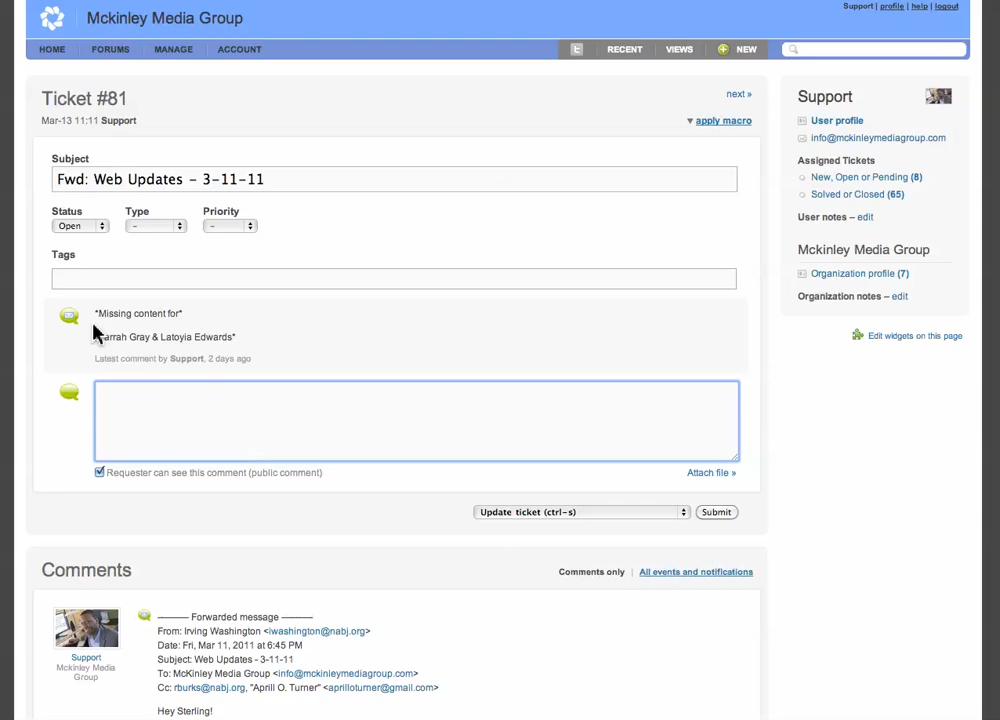 Mckinley Media Group
Support | profile | help | logout
HOME FORUMS MANAGE ACCOUNT RECENT VIEWS NEW
Ticket #81
next »
Mar-13 11:11 Support
apply macro
Subject
Fwd: Web Updates - 3-11-11
Status Type Priority
Open - -
Tags
*Missing content for*
arrah Gray & Latoyia Edwards*
Latest comment by Support, 2 days ago
Requester can see this comment (public comment)
Attach file »
Update ticket (ctrl-s) Submit
Comments
Comments only | All events and notifications
Support
Mckinley Media
Group
———— Forwarded message ————
From: Irving Washington <iwashington@nabj.org>
Date: Fri, Mar 11, 2011 at 6:45 PM
Subject: Web Updates - 3-11-11
To: McKinley Media Group <info@mckinleymediagroup.com>
Cc: rburks@nabj.org, "Aprill O. Turner" <aprilloturner@gmail.com>
Hey Sterling!
Support
User profile
info@mckinleymediagroup.com
Assigned Tickets
New, Open or Pending (8)
Solved or Closed (65)
User notes – edit
Mckinley Media Group
Organization profile (7)
Organization notes – edit
Edit widgets on this page